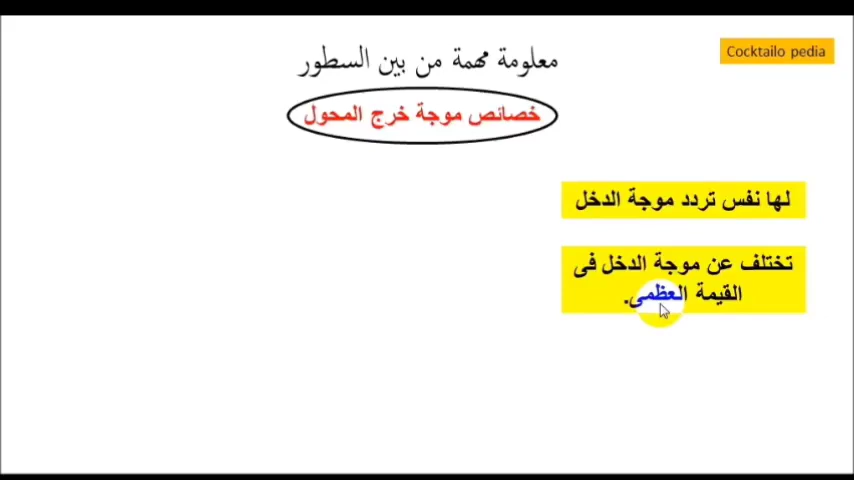 Cocktailo pedia
معلومة مهمة من بين السطور
خصائص موجة خرج المحول
لها نفس تردد موجة الدخل
تختلف عن موجة الدخل فى
القيمة العظمى.